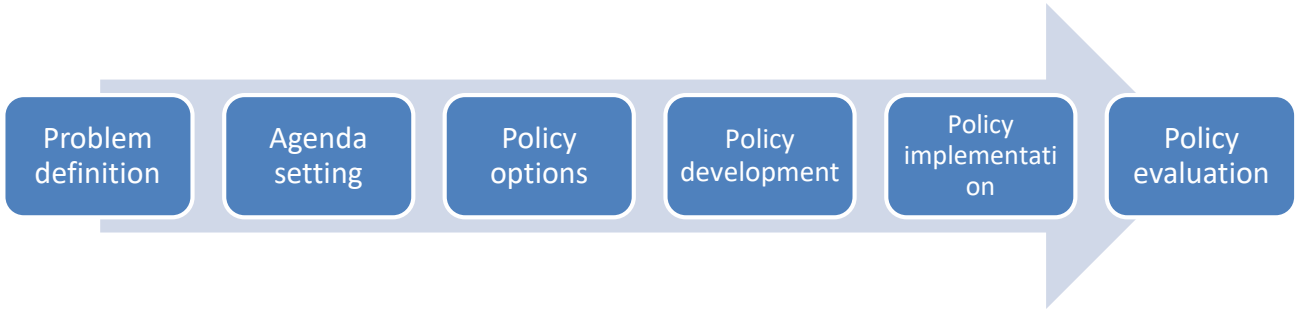 Problem
definition
Agenda
setting
Policy
options
Policy
development
Policy
implementati
on
Policy
evaluation